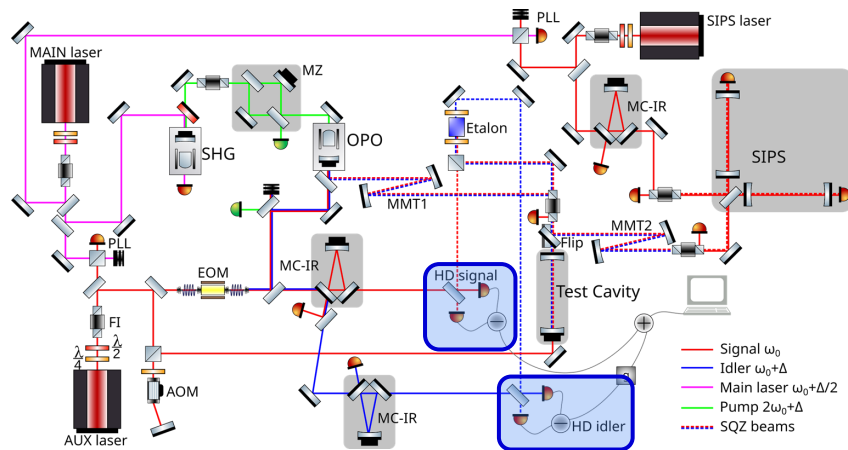 PLL
SIPS laser
MAIN laser
MZ
MC-IR
Etalon
OPO
SHG
SIPS
MMT1
MMT2
PLL
Flip
EOM
MC-IR
HD signal
Test Cavity
FI
λ/2
λ/4
AOM
MC-IR
AUX laser
HD idler
Signal ω₀
Idler ω₀+Δ
Main laser ω₀+Δ/2
Pump 2ω₀+Δ
SQZ beams